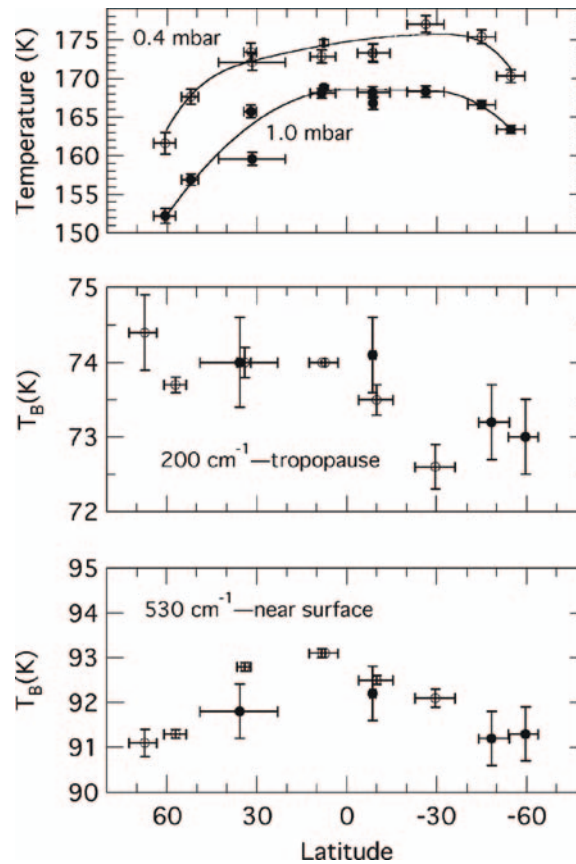 Temperature (K)
175
170
165
160
155
150
0.4 mbar
1.0 mbar
T_B(K)
75
74
73
72
200 cm⁻¹—tropopause
T_B(K)
95
94
93
92
91
90
530 cm⁻¹—near surface
60
30
0
-30
-60
Latitude